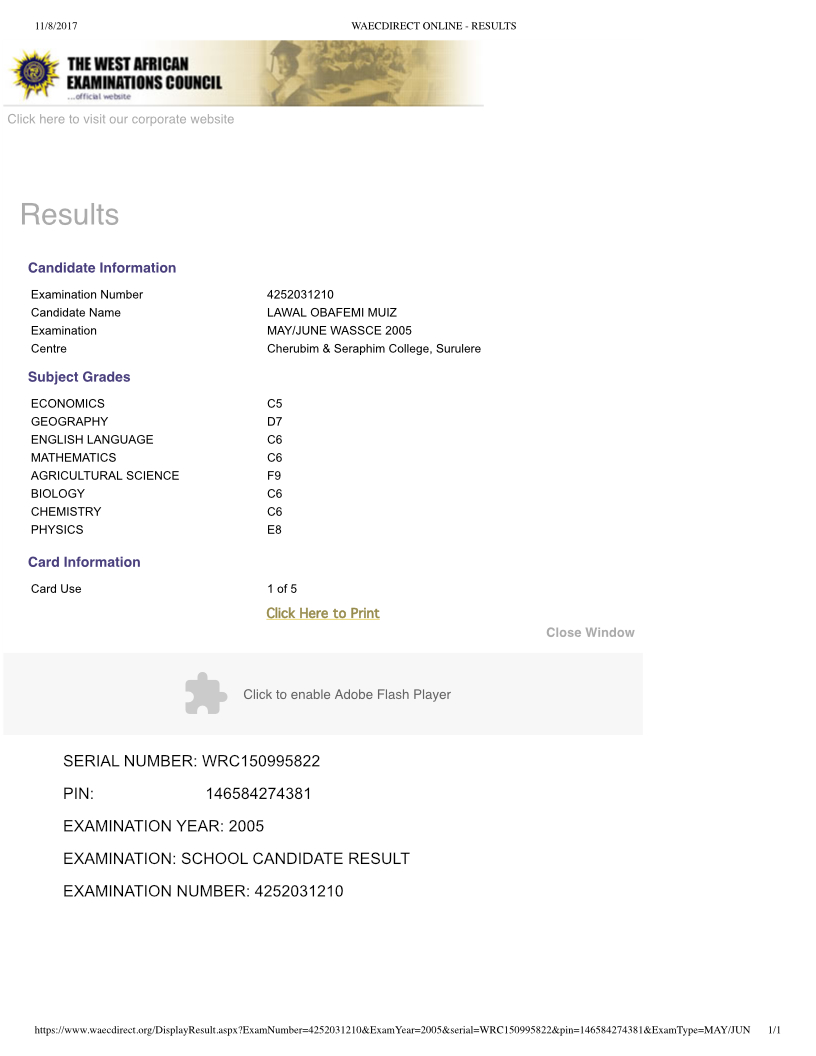 11/8/2017 WAECDIRECT ONLINE - RESULTS
THE WEST AFRICAN
EXAMINATIONS COUNCIL
...official website
Click here to visit our corporate website
Results
Candidate Information
Examination Number 4252031210
Candidate Name LAWAL OBAFEMI MUIZ
Examination MAY/JUNE WASSCE 2005
Centre Cherubim & Seraphim College, Surulere
Subject Grades
ECONOMICS C5
GEOGRAPHY D7
ENGLISH LANGUAGE C6
MATHEMATICS C6
AGRICULTURAL SCIENCE F9
BIOLOGY C6
CHEMISTRY C6
PHYSICS E8
Card Information
Card Use 1 of 5
Click Here to Print
Close Window
Click to enable Adobe Flash Player
SERIAL NUMBER: WRC150995822
PIN: 146584274381
EXAMINATION YEAR: 2005
EXAMINATION: SCHOOL CANDIDATE RESULT
EXAMINATION NUMBER: 4252031210
https://www.waecdirect.org/DisplayResult.aspx?ExamNumber=4252031210&ExamYear=2005&serial=WRC150995822&pin=146584274381&ExamType=MAY/JUN 1/1